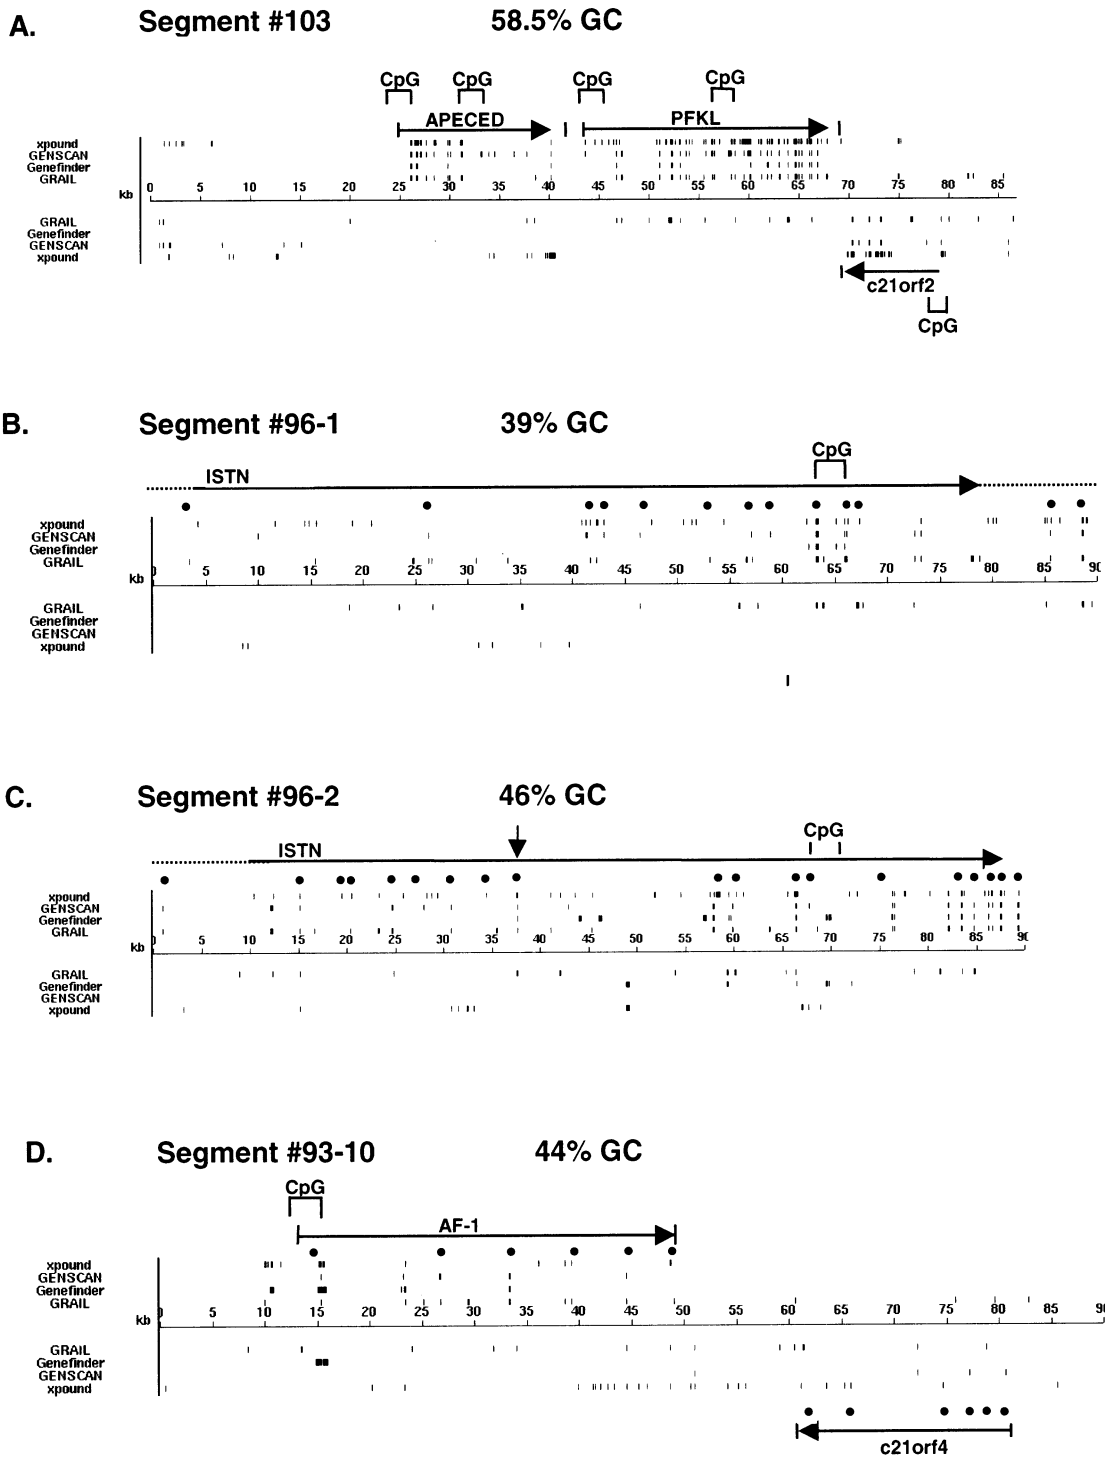 A. Segment #103 58.5% GC
CpG CpG CpG CpG
APECED PFKL
xpound
GENSCAN
Genefinder
GRAIL
kb 0 5 10 15 20 25 30 35 40 45 50 55 60 65 70 75 80 85
GRAIL
Genefinder
GENSCAN
xpound
c21orf2
CpG
B. Segment #96-1 39% GC
CpG
ISTN
xpound
GENSCAN
Genefinder
GRAIL
kb 0 5 10 15 20 25 30 35 40 45 50 55 60 65 70 75 80 85 90
GRAIL
Genefinder
GENSCAN
xpound
C. Segment #96-2 46% GC
CpG
ISTN
xpound
GENSCAN
Genefinder
GRAIL
kb 0 5 10 15 20 25 30 35 40 45 50 55 60 65 70 75 80 85 90
GRAIL
Genefinder
GENSCAN
xpound
D. Segment #93-10 44% GC
CpG
AF-1
xpound
GENSCAN
Genefinder
GRAIL
kb 0 5 10 15 20 25 30 35 40 45 50 55 60 65 70 75 80 85 90
GRAIL
Genefinder
GENSCAN
xpound
c21orf4